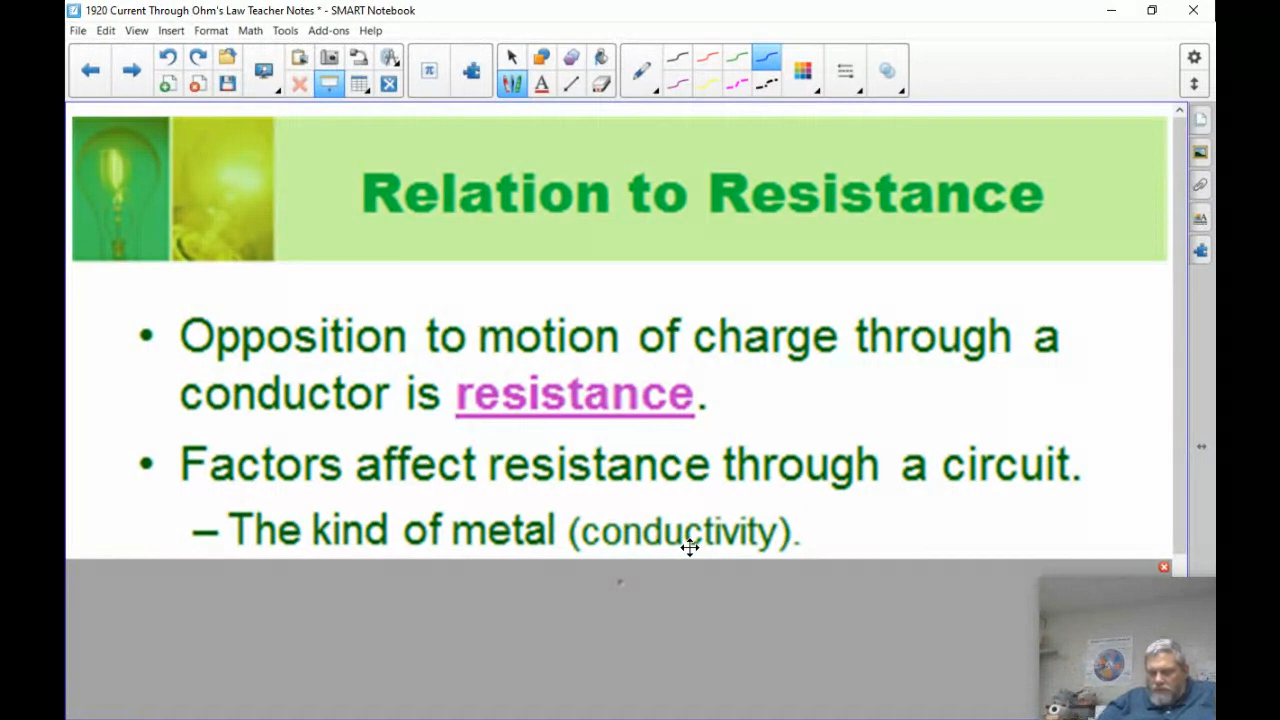 1920 Current Through Ohm's Law Teacher Notes * - SMART Notebook
File Edit View Insert Format Math Tools Add-ons Help
Relation to Resistance
• Opposition to motion of charge through a
conductor is resistance.
• Factors affect resistance through a circuit.
– The kind of metal (conductivity).